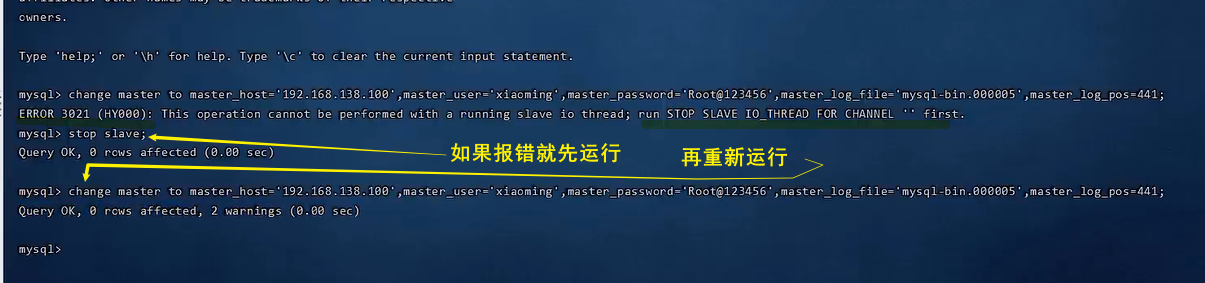 owners.
Type 'help;' or '\h' for help. Type '\c' to clear the current input statement.
mysql> change master to master_host='192.168.138.100',master_user='xiaoming',master_password='Root@123456',master_log_file='mysql-bin.000005',master_log_pos=441;
ERROR 3021 (HY000): This operation cannot be performed with a running slave io thread; run STOP SLAVE IO_THREAD FOR CHANNEL '' first.
mysql> stop slave;
Query OK, 0 rows affected (0.00 sec)
如果报错就先运行
再重新运行
mysql> change master to master_host='192.168.138.100',master_user='xiaoming',master_password='Root@123456',master_log_file='mysql-bin.000005',master_log_pos=441;
Query OK, 0 rows affected, 2 warnings (0.00 sec)
mysql>